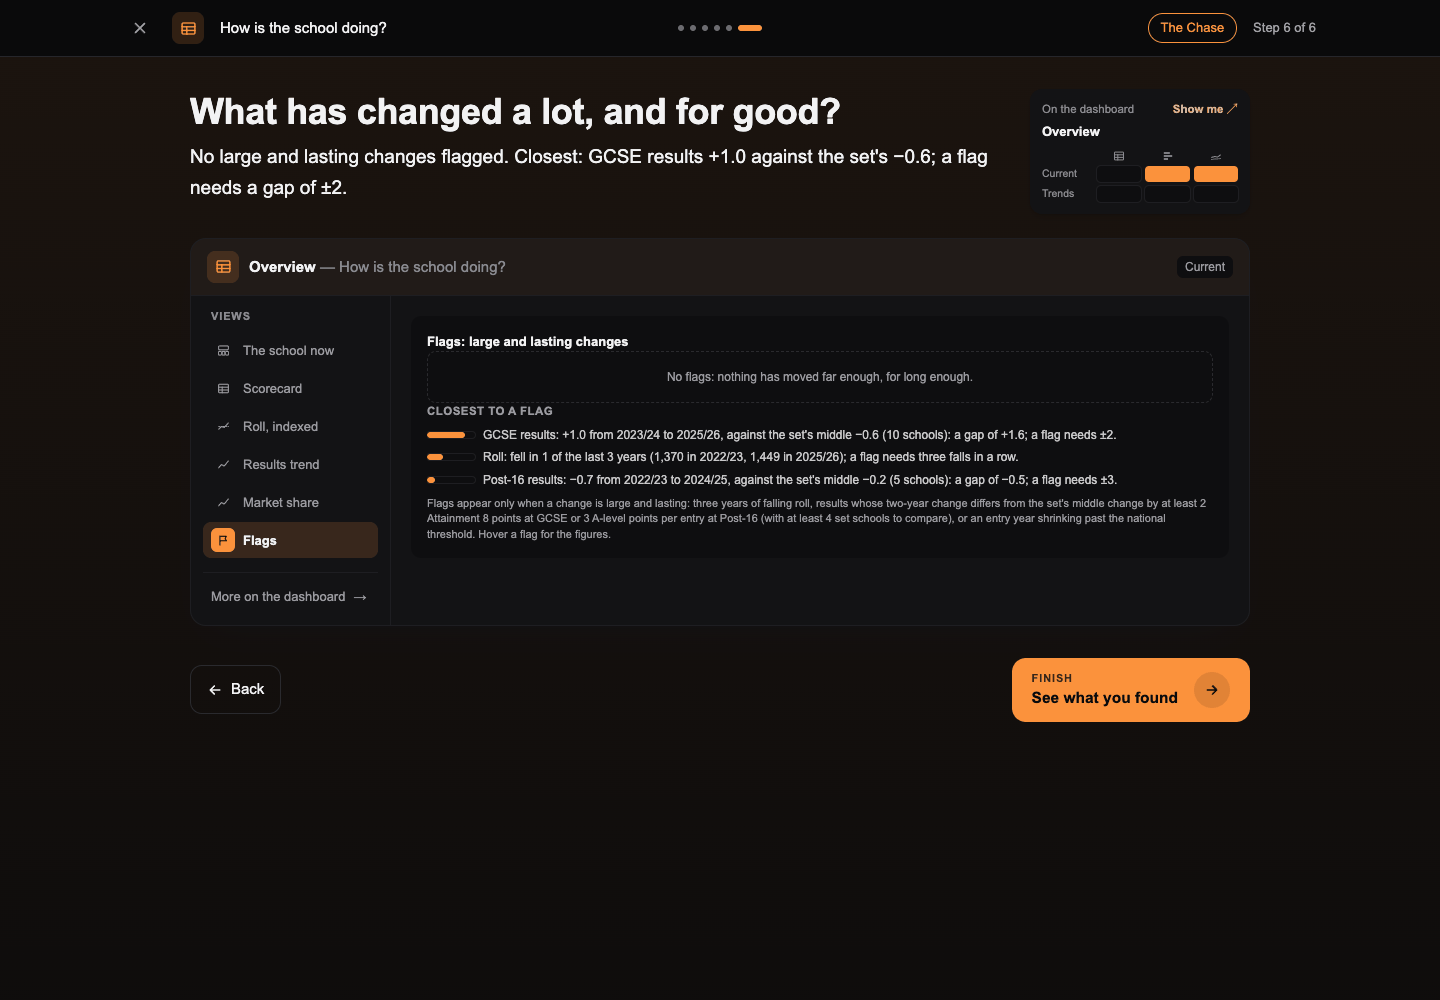 How is the school doing?
The Chase
Step 6 of 6
What has changed a lot, and for good?
No large and lasting changes flagged. Closest: GCSE results +1.0 against the set's −0.6; a flag
needs a gap of ±2.
On the dashboard
Show me
Overview
Current
Trends
Overview — How is the school doing?
Current
VIEWS
The school now
Scorecard
Roll, indexed
Results trend
Market share
Flags
More on the dashboard →
Flags: large and lasting changes
No flags: nothing has moved far enough, for long enough.
CLOSEST TO A FLAG
GCSE results: +1.0 from 2023/24 to 2025/26, against the set's middle −0.6 (10 schools): a gap of +1.6; a flag needs ±2.
Roll: fell in 1 of the last 3 years (1,370 in 2022/23, 1,449 in 2025/26); a flag needs three falls in a row.
Post-16 results: −0.7 from 2022/23 to 2024/25, against the set's middle −0.2 (5 schools): a gap of −0.5; a flag needs ±3.
Flags appear only when a change is large and lasting: three years of falling roll, results whose two-year change differs from the set's middle change by at least 2
Attainment 8 points at GCSE or 3 A-level points per entry at Post-16 (with at least 4 set schools to compare), or an entry year shrinking past the national
threshold. Hover a flag for the figures.
← Back
FINISH
See what you found